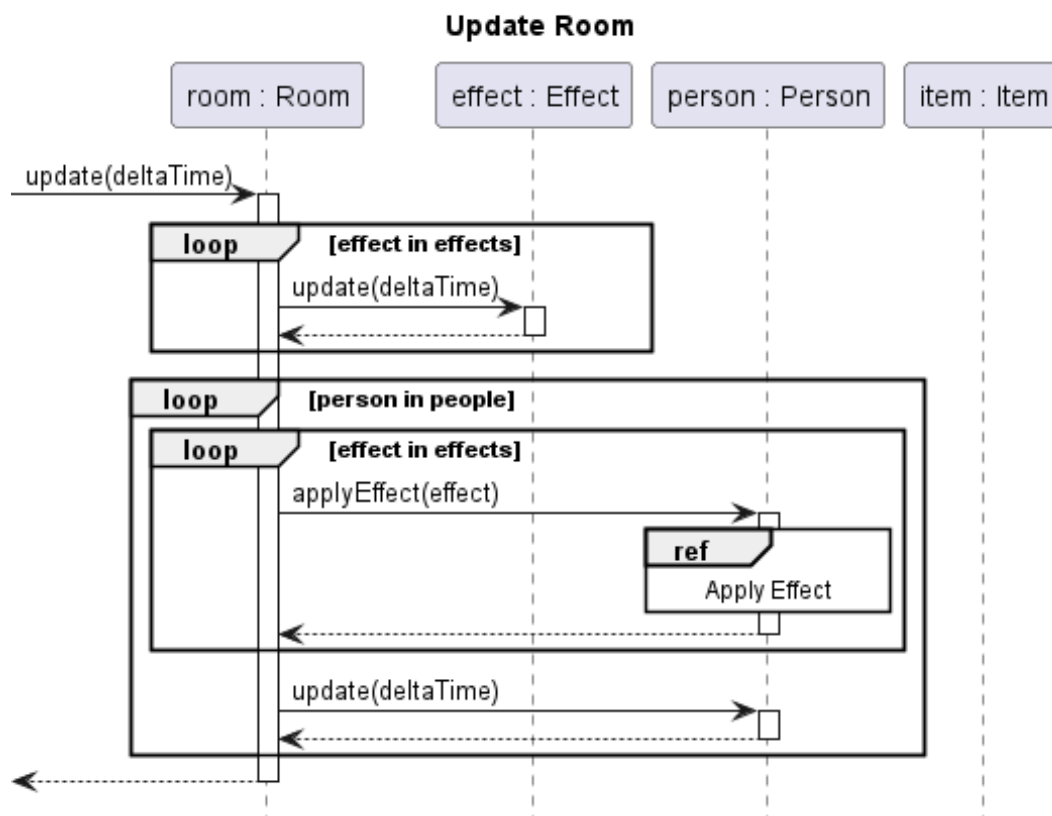 Update Room
room : Room
effect : Effect
person : Person
item : Item
update(deltaTime)
loop
[effect in effects]
update(deltaTime)
loop
[person in people]
loop
[effect in effects]
applyEffect(effect)
ref
Apply Effect
update(deltaTime)